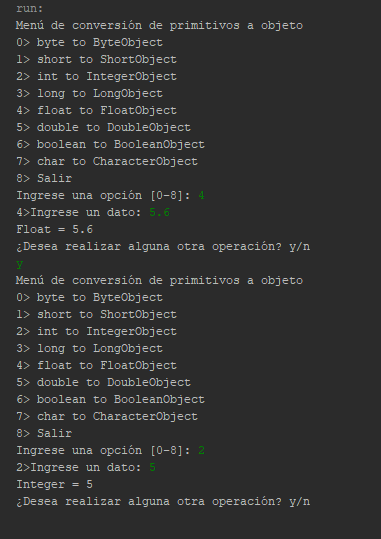 run:
Menú de conversión de primitivos a objeto
0> byte to ByteObject
1> short to ShortObject
2> int to IntegerObject
3> long to LongObject
4> float to FloatObject
5> double to DoubleObject
6> boolean to BooleanObject
7> char to CharacterObject
8> Salir
Ingrese una opción [0-8]: 4
4>Ingrese un dato: 5.6
Float = 5.6
¿Desea realizar alguna otra operación? y/n
y
Menú de conversión de primitivos a objeto
0> byte to ByteObject
1> short to ShortObject
2> int to IntegerObject
3> long to LongObject
4> float to FloatObject
5> double to DoubleObject
6> boolean to BooleanObject
7> char to CharacterObject
8> Salir
Ingrese una opción [0-8]: 2
2>Ingrese un dato: 5
Integer = 5
¿Desea realizar alguna otra operación? y/n